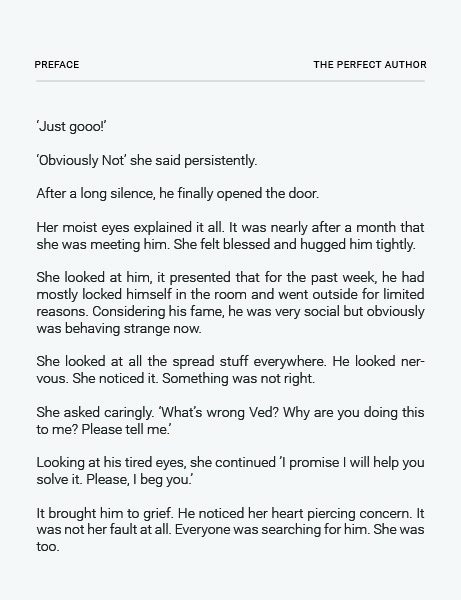 PREFACE THE PERFECT AUTHOR
‘Just gooo!’
‘Obviously Not’ she said persistently.
After a long silence, he finally opened the door.
Her moist eyes explained it all. It was nearly after a month that
she was meeting him. She felt blessed and hugged him tightly.
She looked at him, it presented that for the past week, he had
mostly locked himself in the room and went outside for limited
reasons. Considering his fame, he was very social but obviously
was behaving strange now.
She looked at all the spread stuff everywhere. He looked ner-
vous. She noticed it. Something was not right.
She asked caringly. ‘What’s wrong Ved? Why are you doing this
to me? Please tell me.’
Looking at his tired eyes, she continued ‘I promise I will help you
solve it. Please, I beg you.’
It brought him to grief. He noticed her heart piercing concern. It
was not her fault at all. Everyone was searching for him. She was
too.